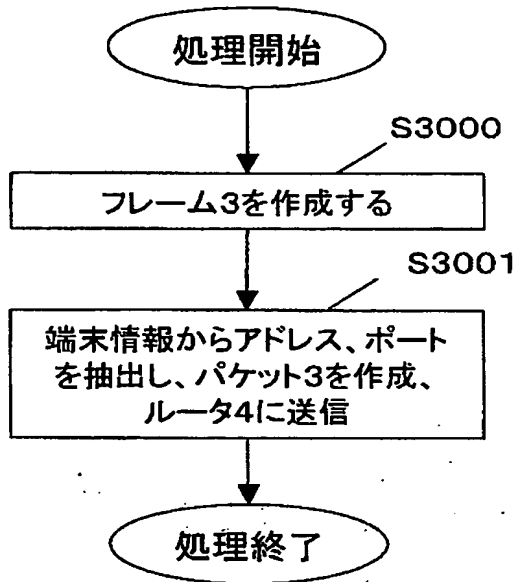 処理開始
S3000
フレーム3を作成する
S3001
端末情報からアドレス、ポート
を抽出し、パケット3を作成、
ルータ4に送信
処理終了